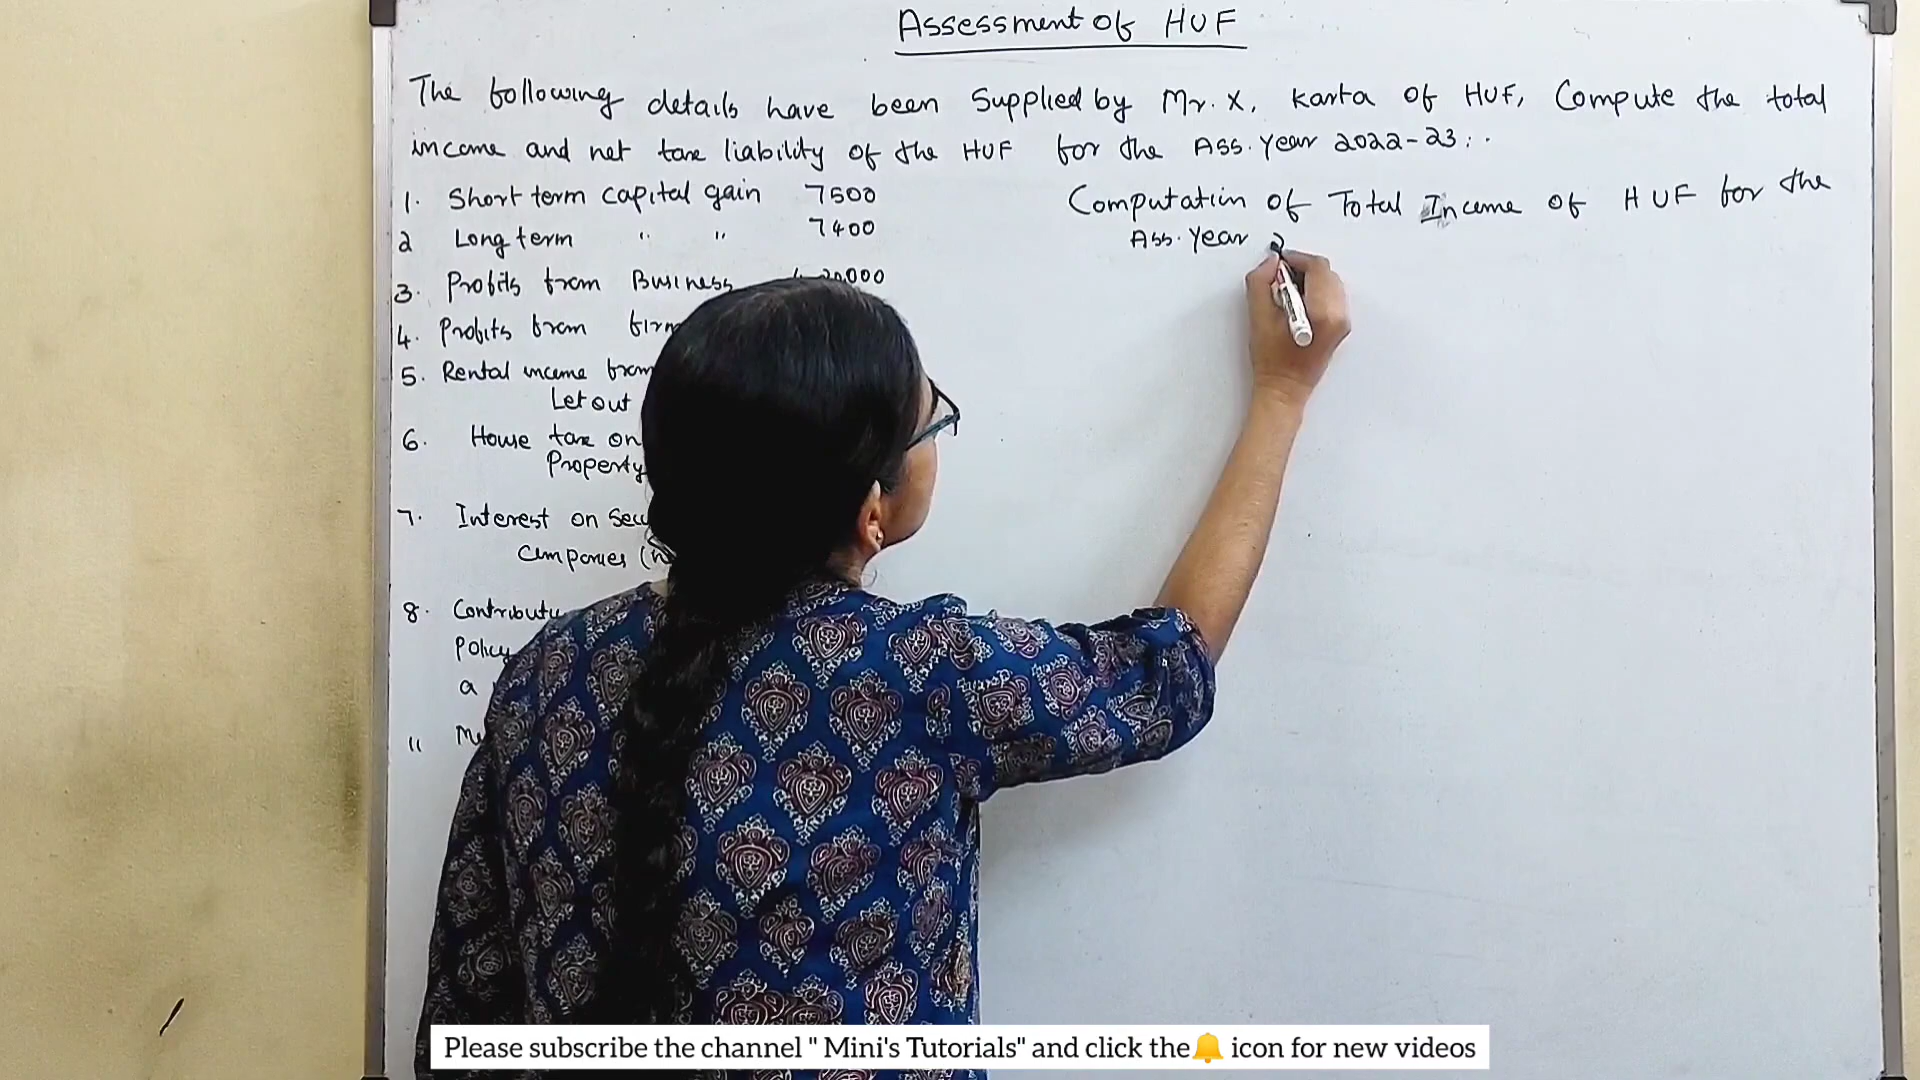 Assessment of HUF
The following details have been Supplied by Mr. X, Karta of HUF, Compute the total
income and net tax liability of the HUF for the Ass. Year 2022-23:
1. Short term capital gain 7500
2 Long term " " 7400
3. Profits from Business 20000
4. Profits from firm
5. Rental income from
Let out
6. House tax on
Property
7. Interest on Secu
Companies
8. Contributi
Policy
a
"
Computation of Total Income of HUF for the
Ass. Year 2
Please subscribe the channel " Mini's Tutorials" and click the🔔 icon for new videos